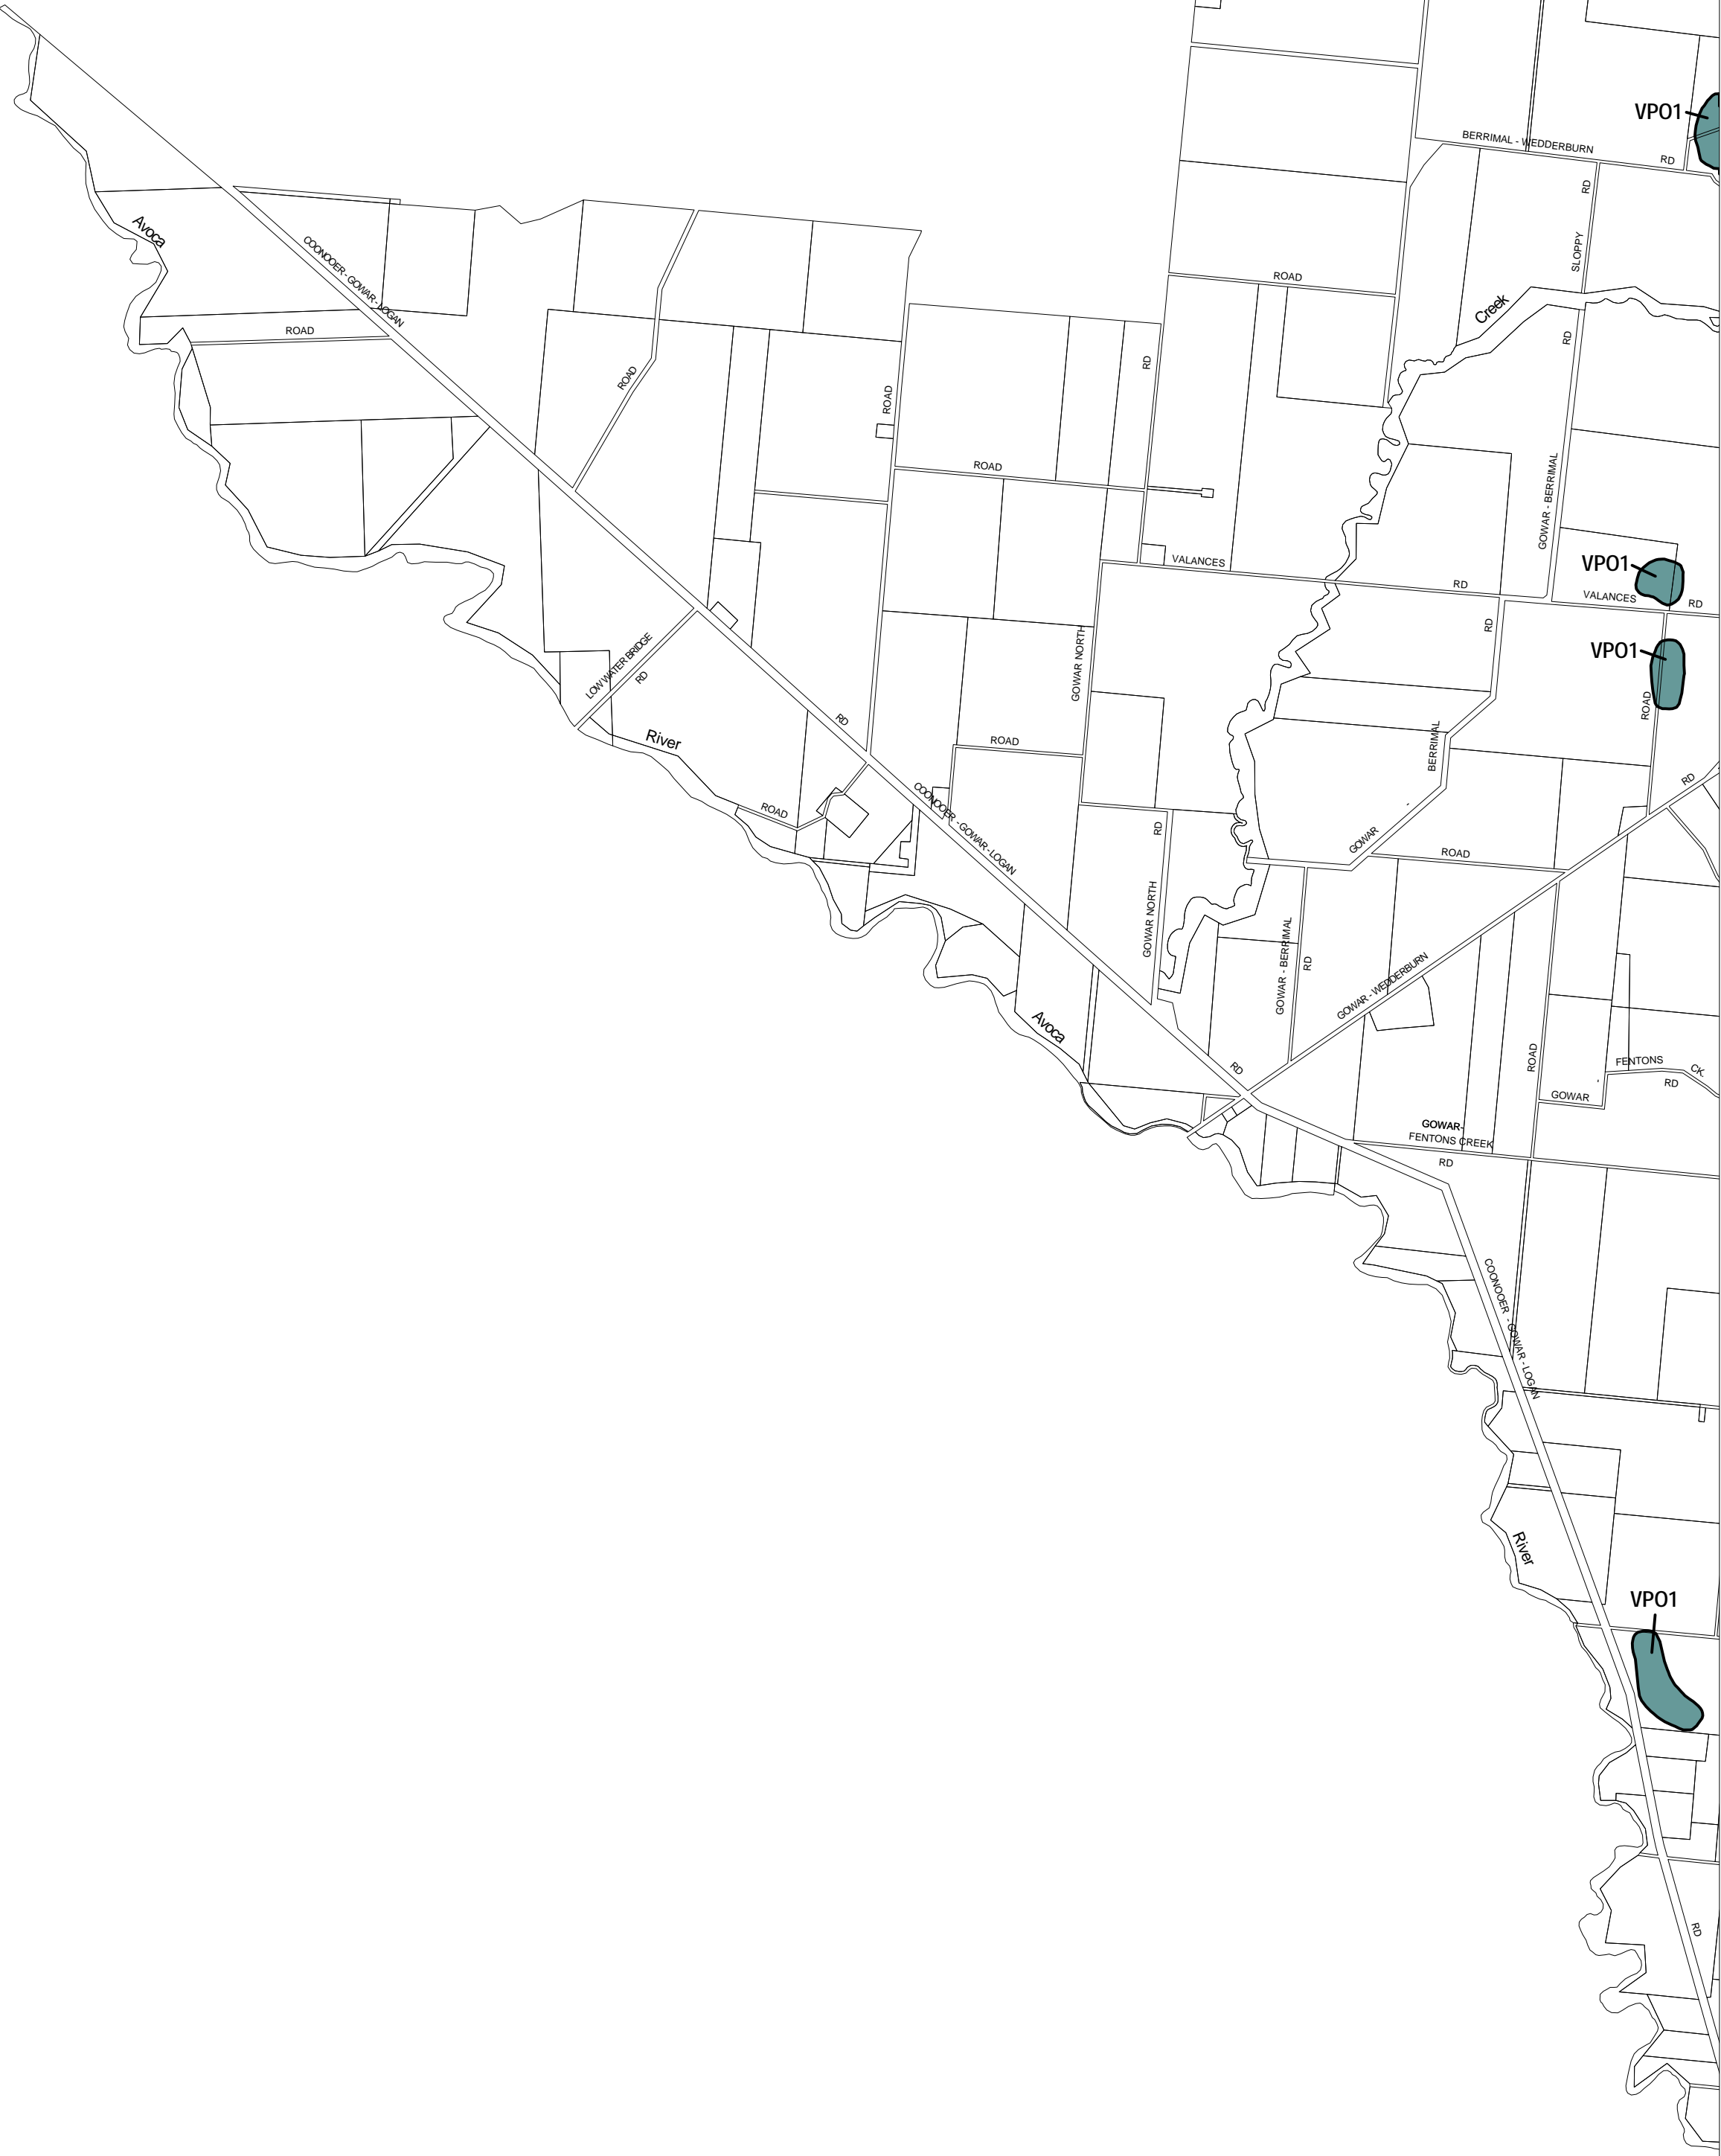 VPO1
BERRIMAL - WEDDERBURN
RD
RD
SLOPPY
Avoca
COONOOER - GOWAR - LOGAN
ROAD
Creek
ROAD
RD
RD
ROAD
ROAD
ROAD
GOWAR - BERRIMAL
VALANCES
RD
VPO1
VALANCES
RD
RD
LOW WATER BRIDGE
RD
GOWAR NORTH
VPO1
ROAD
River
RD
ROAD
BERRIMAL
RD
COONOOER - GOWAR - LOGAN
ROAD
RD
GOWAR
ROAD
GOWAR NORTH
GOWAR - BERRIMAL
RD
GOWAR - WEDDERBURN
Avoca
RD
ROAD
FENTONS
CK.
RD
GOWAR
GOWAR-
FENTONS CREEK
RD
COONOOER - GOWAR - LOGAN
River
VPO1
RD